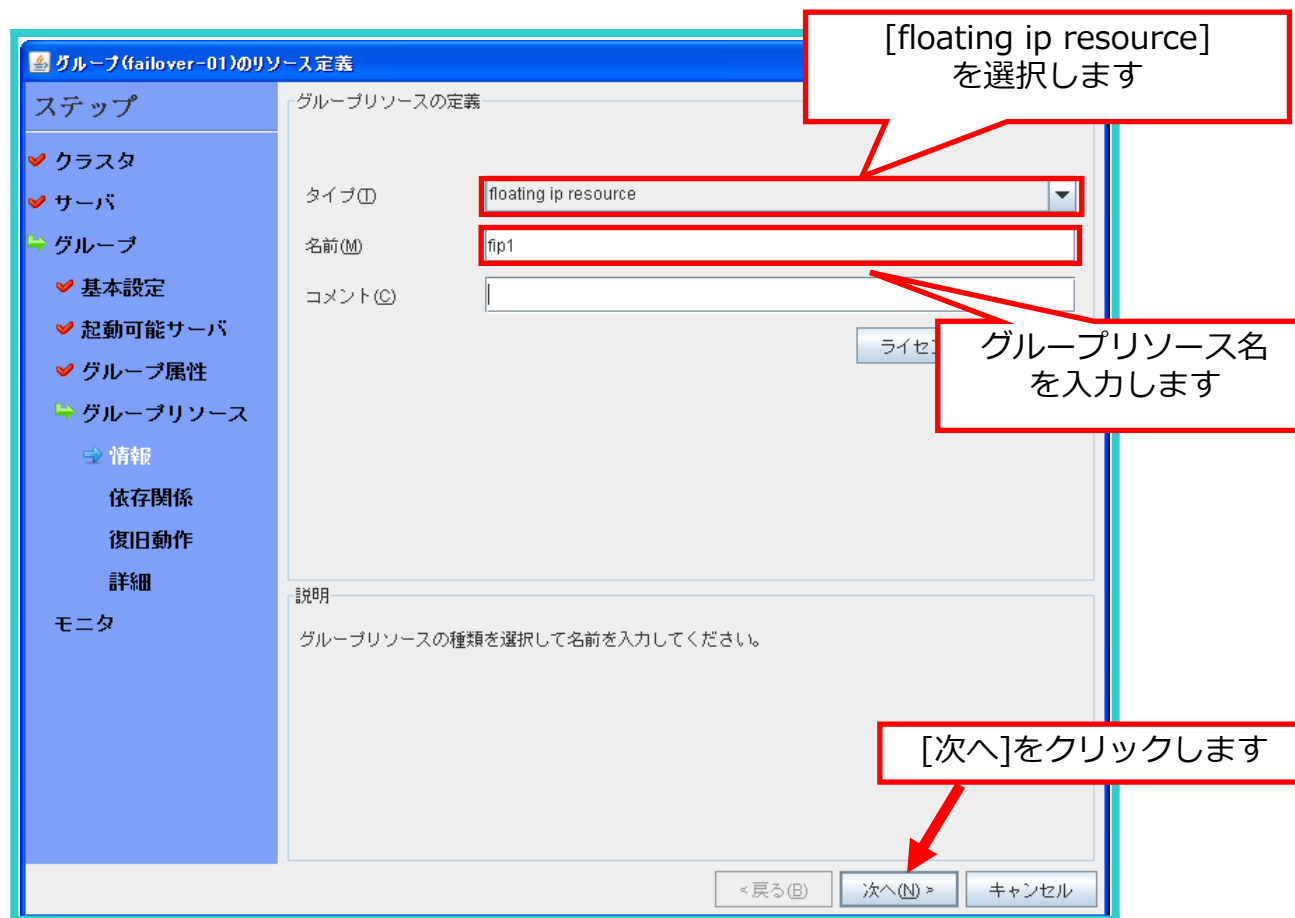 [floating ip resource]
を選択します
グループ(failover-01)のリソース定義
ステップ
クラスタ
サーバ
グループ
基本設定
起動可能サーバ
グループ属性
グループリソース
情報
依存関係
復旧動作
詳細
モニタ
グループリソースの定義
タイプ(T)
floating ip resource
名前(M)
fip1
コメント(C)
ライセ
グループリソース名
を入力します
説明
グループリソースの種類を選択して名前を入力してください。
[次へ]をクリックします
<戻る(B)
次へ(N) >
キャンセル